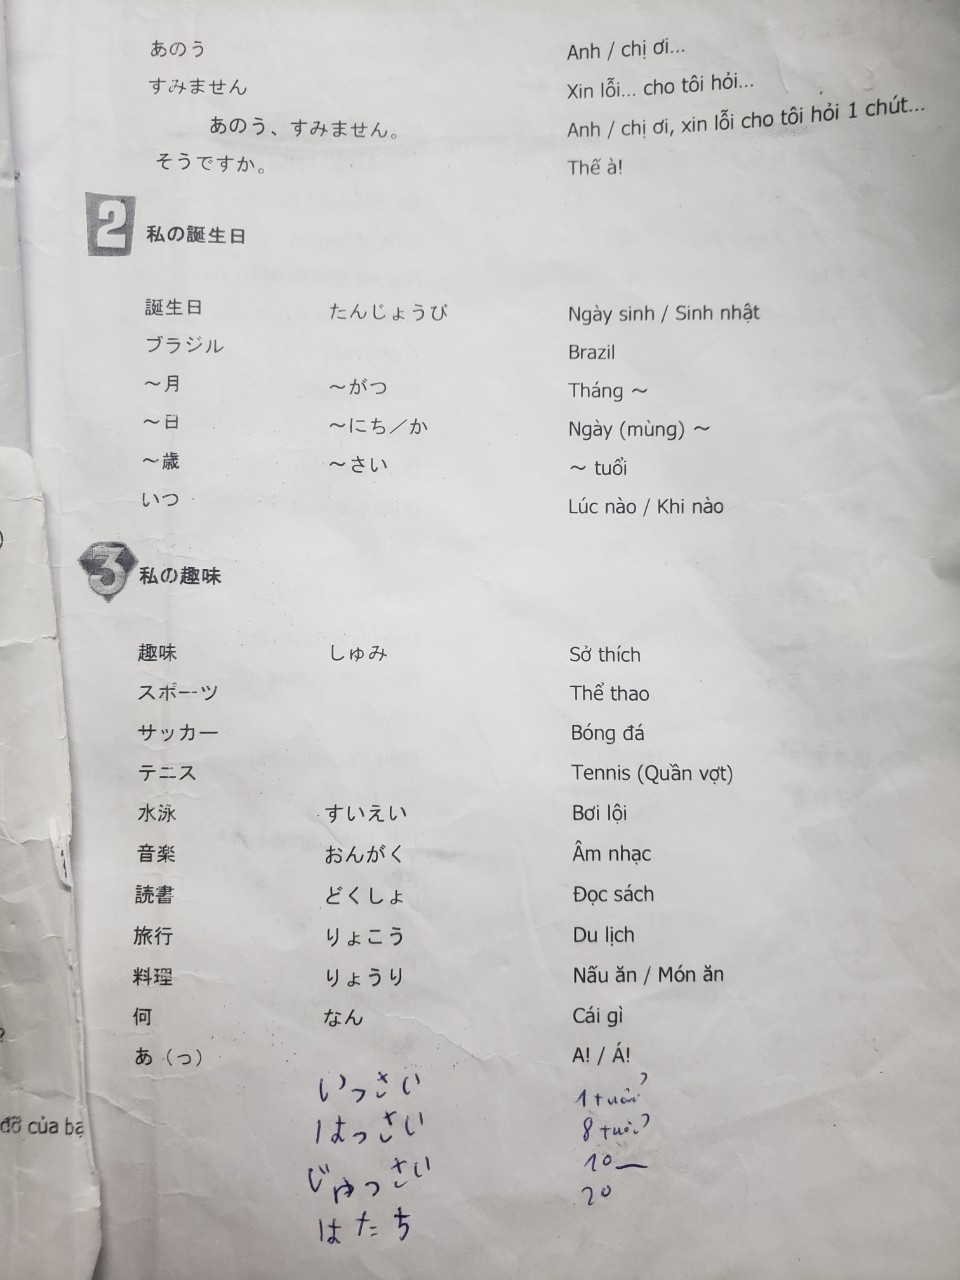 あのう Anh / chị ơi...
すみません Xin lỗi... cho tôi hỏi...
あのう、すみません。 Anh / chị ơi, xin lỗi cho tôi hỏi 1 chút...
そうですか。 Thế à!
2 私の誕生日
誕生日 たんじょうび Ngày sinh / Sinh nhật
ブラジル Brazil
～月 ～がつ Tháng ～
～日 ～にち／か Ngày (mùng) ～
～歳 ～さい ～ tuổi
いつ Lúc nào / Khi nào
3 私の趣味
趣味 しゅみ Sở thích
スポーツ Thể thao
サッカー Bóng đá
テニス Tennis (Quần vợt)
水泳 すいえい Bơi lội
音楽 おんがく Âm nhạc
読書 どくしょ Đọc sách
旅行 りょこう Du lịch
料理 りょうり Nấu ăn / Món ăn
何 なん Cái gì
あ（っ） A! / Á!
いっさい 1 tuổi
はっさい 8 tuổi
じゅっさい 10 —
はたち 20
đỡ của bạ